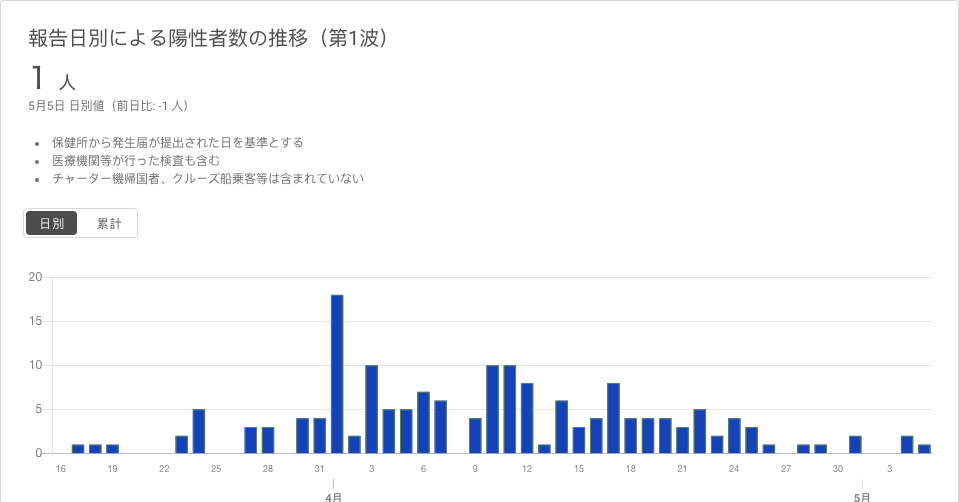 報告日別による陽性者数の推移（第1波）
1 人
5月5日 日別値（前日比: -1 人）
保健所から発生届が提出された日を基準とする
医療機関等が行った検査も含む
チャーター機帰国者、クルーズ船乗客等は含まれていない
日別 累計
20
15
10
5
0
16 19 22 25 28 31 3 6 9 12 15 18 21 24 27 30 3
4月 5月